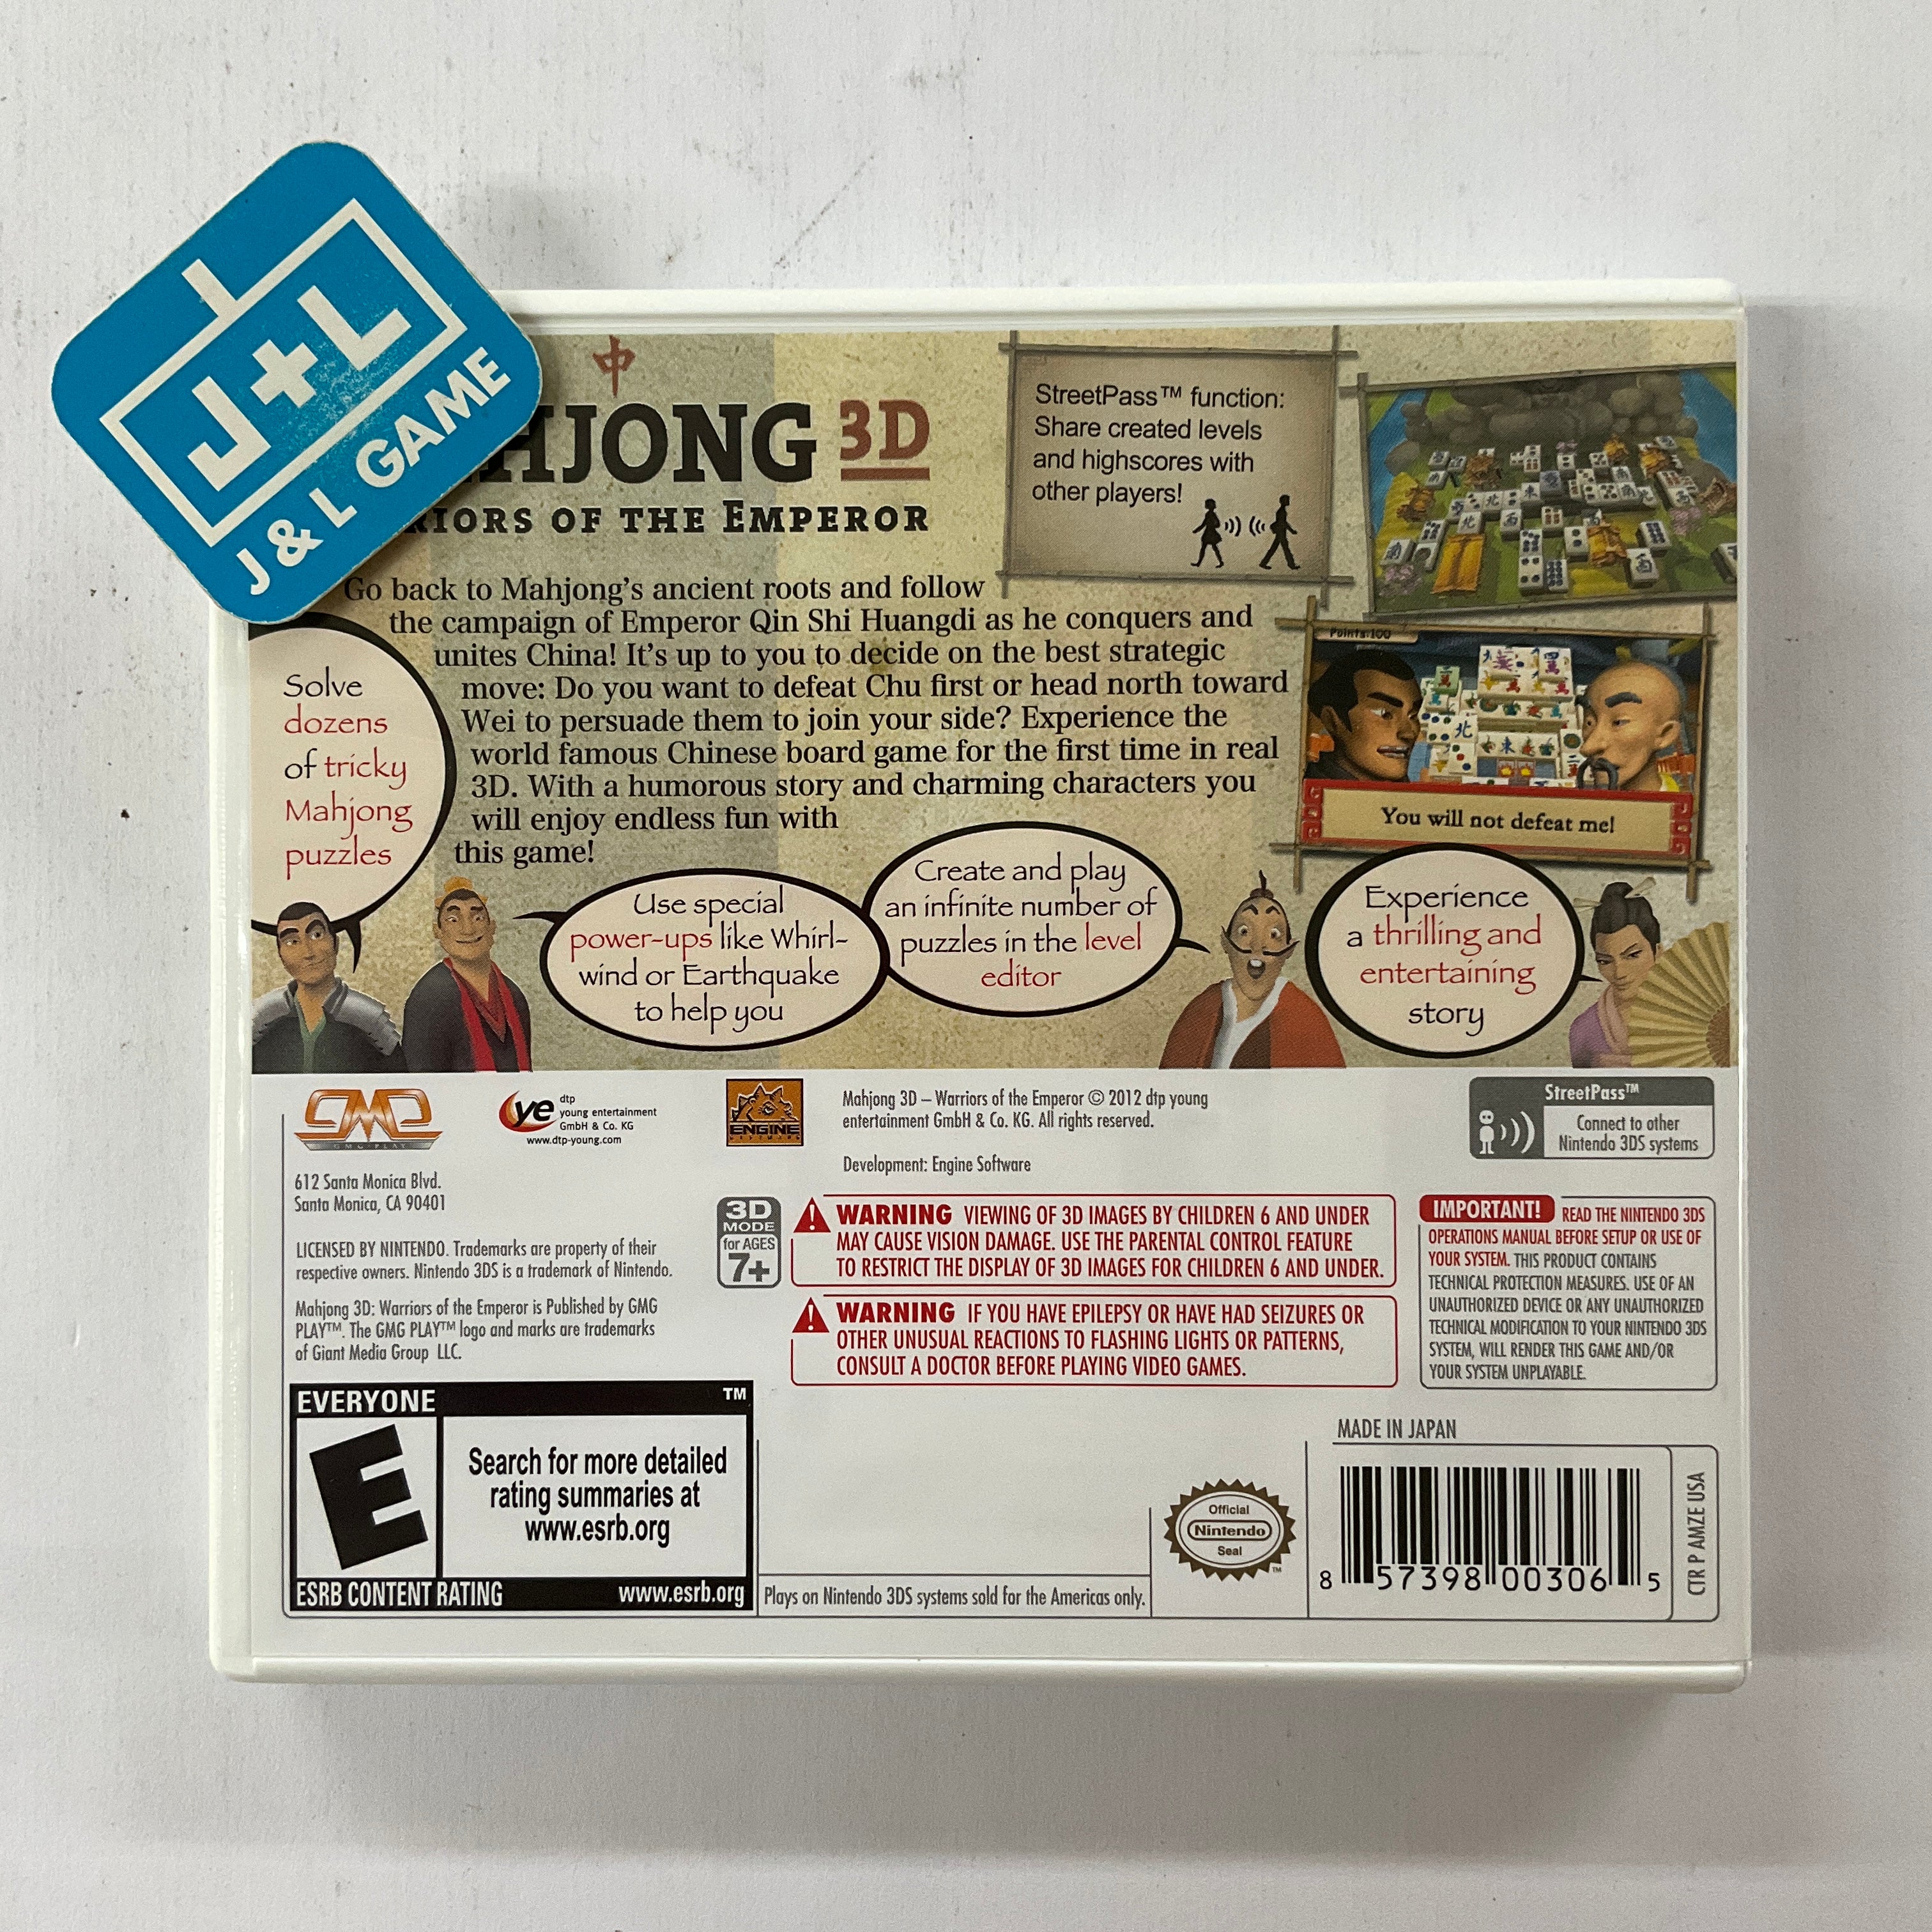 J+L
J & L GAME
中
HJONG 3D
RIORS OF THE EMPEROR
StreetPass™ function:
Share created levels
and highscores with
other players!
Go back to Mahjong's ancient roots and follow
the campaign of Emperor Qin Shi Huangdi as he conquers and
unites China! It's up to you to decide on the best strategic
move: Do you want to defeat Chu first or head north toward
Wei to persuade them to join your side? Experience the
world famous Chinese board game for the first time in real
3D. With a humorous story and charming characters you
will enjoy endless fun with
this game!
Points:100
You will not defeat me!
Solve
dozens
of tricky
Mahjong
puzzles
Use special
power-ups like Whirl-
wind or Earthquake
to help you
Create and play
an infinite number of
puzzles in the level
editor
Experience
a thrilling and
entertaining
story
GMG
GMG-PLAY
612 Santa Monica Blvd.
Santa Monica, CA 90401
ye
dtp
young entertainment
GmbH & Co. KG
www.dtp-young.com
ENGINE
SOFTWARE
Mahjong 3D – Warriors of the Emperor © 2012 dtp young
entertainment GmbH & Co. KG. All rights reserved.
Development: Engine Software
StreetPass™
Connect to other
Nintendo 3DS systems
LICENSED BY NINTENDO. Trademarks are property of their
respective owners. Nintendo 3DS is a trademark of Nintendo.
Mahjong 3D: Warriors of the Emperor is Published by GMG
PLAY™. The GMG PLAY™ logo and marks are trademarks
of Giant Media Group LLC.
3D
MODE
for AGES
7+
WARNING VIEWING OF 3D IMAGES BY CHILDREN 6 AND UNDER
MAY CAUSE VISION DAMAGE. USE THE PARENTAL CONTROL FEATURE
TO RESTRICT THE DISPLAY OF 3D IMAGES FOR CHILDREN 6 AND UNDER.
WARNING IF YOU HAVE EPILEPSY OR HAVE HAD SEIZURES OR
OTHER UNUSUAL REACTIONS TO FLASHING LIGHTS OR PATTERNS,
CONSULT A DOCTOR BEFORE PLAYING VIDEO GAMES.
IMPORTANT! READ THE NINTENDO 3DS
OPERATIONS MANUAL BEFORE SETUP OR USE OF
YOUR SYSTEM. THIS PRODUCT CONTAINS
TECHNICAL PROTECTION MEASURES. USE OF AN
UNAUTHORIZED DEVICE OR ANY UNAUTHORIZED
TECHNICAL MODIFICATION TO YOUR NINTENDO 3DS
SYSTEM, WILL RENDER THIS GAME AND/OR
YOUR SYSTEM UNPLAYABLE.
EVERYONE ™
E
Search for more detailed
rating summaries at
www.esrb.org
ESRB CONTENT RATING www.esrb.org
Plays on Nintendo 3DS systems sold for the Americas only.
Official
Nintendo
Seal
™
MADE IN JAPAN
8 57398 00306 5
CTR P AMZE USA